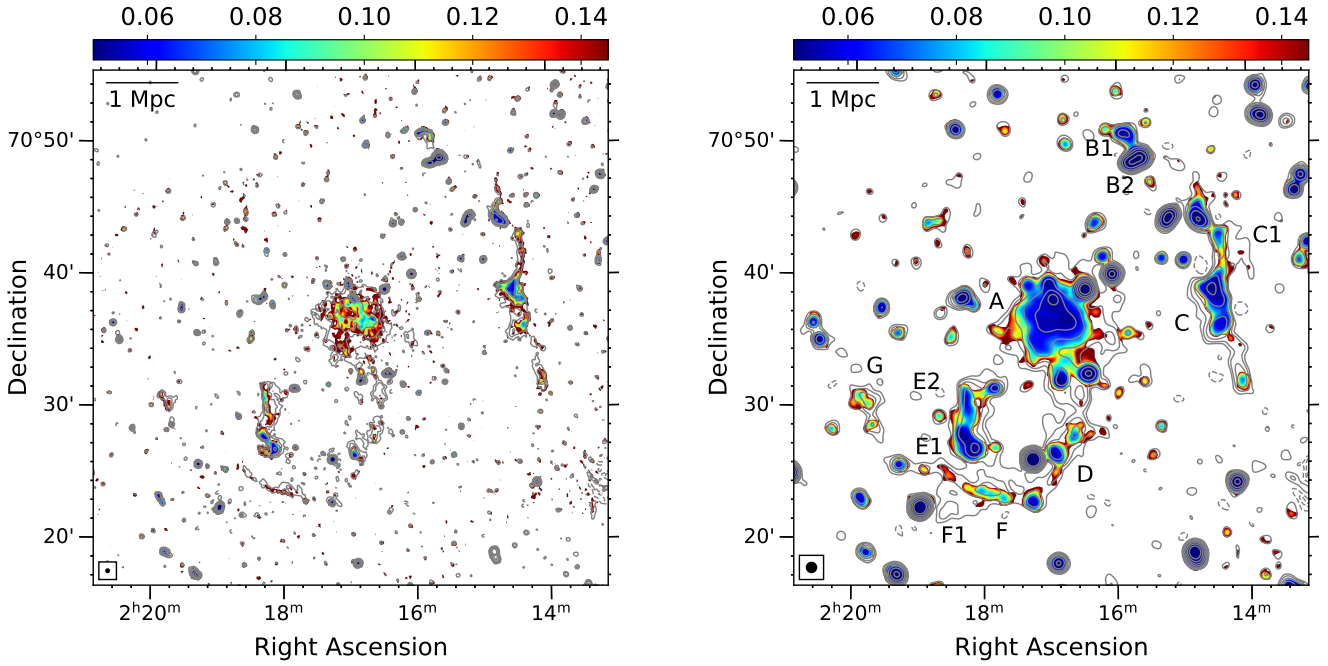 0.06 0.08 0.10 0.12 0.14
1 Mpc
70°50'
40'
30'
20'
Declination
2ʰ20ᵐ 18ᵐ 16ᵐ 14ᵐ
Right Ascension
0.06 0.08 0.10 0.12 0.14
1 Mpc
70°50'
40'
30'
20'
Declination
B1
B2
C1
A
C
G
E2
E1
D
F1
F
2ʰ20ᵐ 18ᵐ 16ᵐ 14ᵐ
Right Ascension